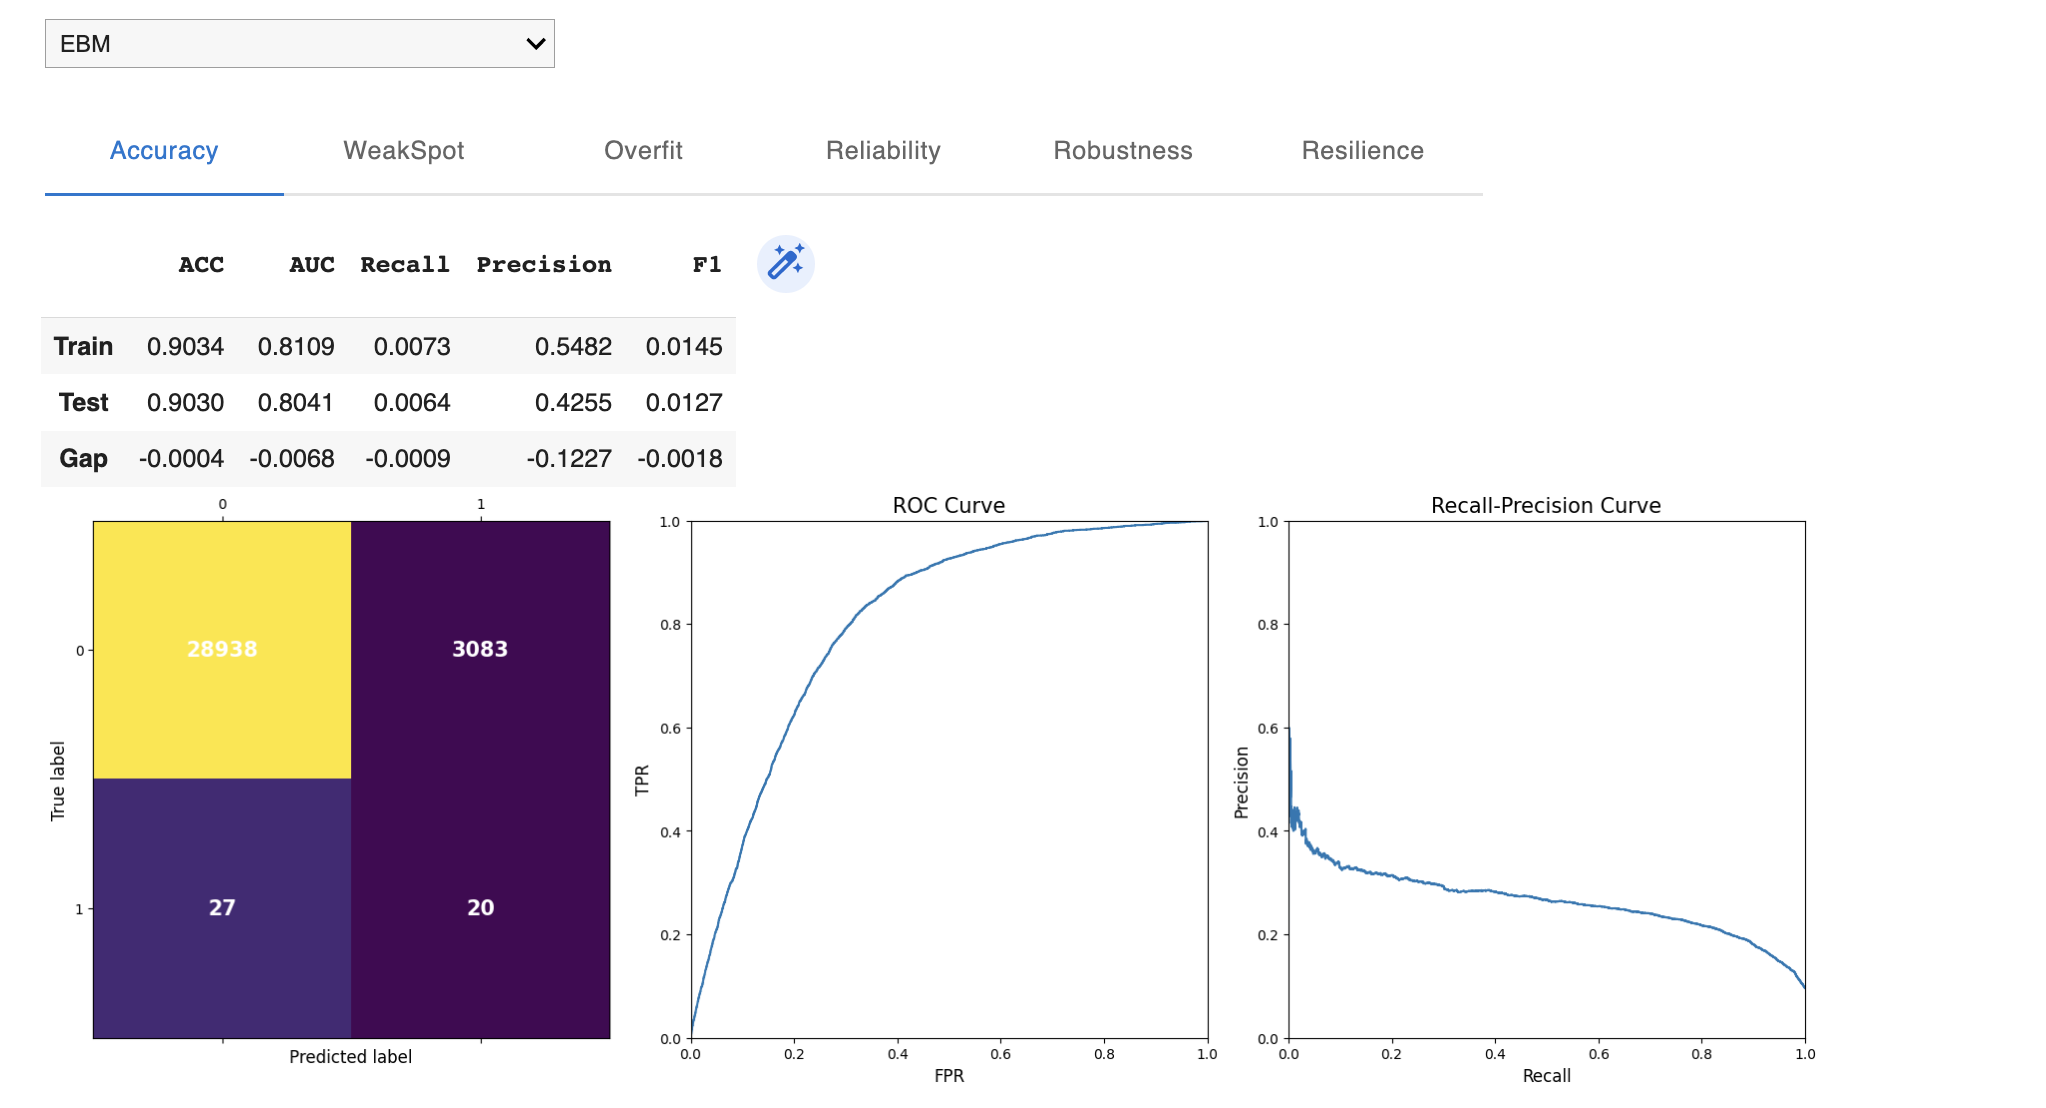 EBM
Accuracy WeakSpot Overfit Reliability Robustness Resilience
ACC AUC Recall Precision F1
Train 0.9034 0.8109 0.0073 0.5482 0.0145
Test 0.9030 0.8041 0.0064 0.4255 0.0127
Gap -0.0004 -0.0068 -0.0009 -0.1227 -0.0018
0 1
0
1
28938 3083
27 20
True label
Predicted label
ROC Curve
1.0
0.8
0.6
0.4
0.2
0.0
TPR
0.0 0.2 0.4 0.6 0.8 1.0
FPR
Recall-Precision Curve
1.0
0.8
0.6
0.4
0.2
0.0
Precision
0.0 0.2 0.4 0.6 0.8 1.0
Recall